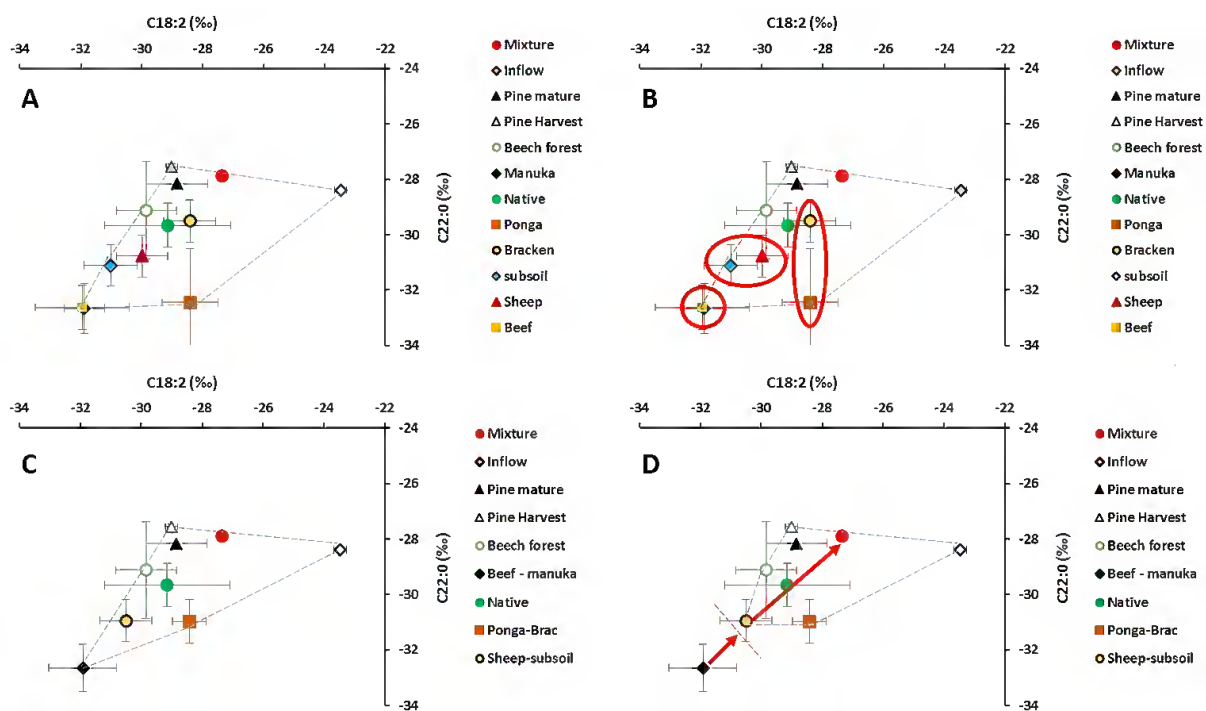 C18:2 (‰)
-34 -32 -30 -28 -26 -24 -22
A
-24
-26
-28
-30
-32
-34
C22:0 (‰)
Mixture
Inflow
Pine mature
Pine Harvest
Beech forest
Manuka
Native
Ponga
Bracken
subsoil
Sheep
Beef
C18:2 (‰)
-34 -32 -30 -28 -26 -24 -22
B
-24
-26
-28
-30
-32
-34
C22:0 (‰)
Mixture
Inflow
Pine mature
Pine Harvest
Beech forest
Manuka
Native
Ponga
Bracken
subsoil
Sheep
Beef
C18:2 (‰)
-34 -32 -30 -28 -26 -24 -22
C
-24
-26
-28
-30
-32
-34
C22:0 (‰)
Mixture
Inflow
Pine mature
Pine Harvest
Beech forest
Beef - manuka
Native
Ponga-Brac
Sheep-subsoil
C18:2 (‰)
-34 -32 -30 -28 -26 -24 -22
D
-24
-26
-28
-30
-32
-34
C22:0 (‰)
Mixture
Inflow
Pine mature
Pine Harvest
Beech forest
Beef - manuka
Native
Ponga-Brac
Sheep-subsoil